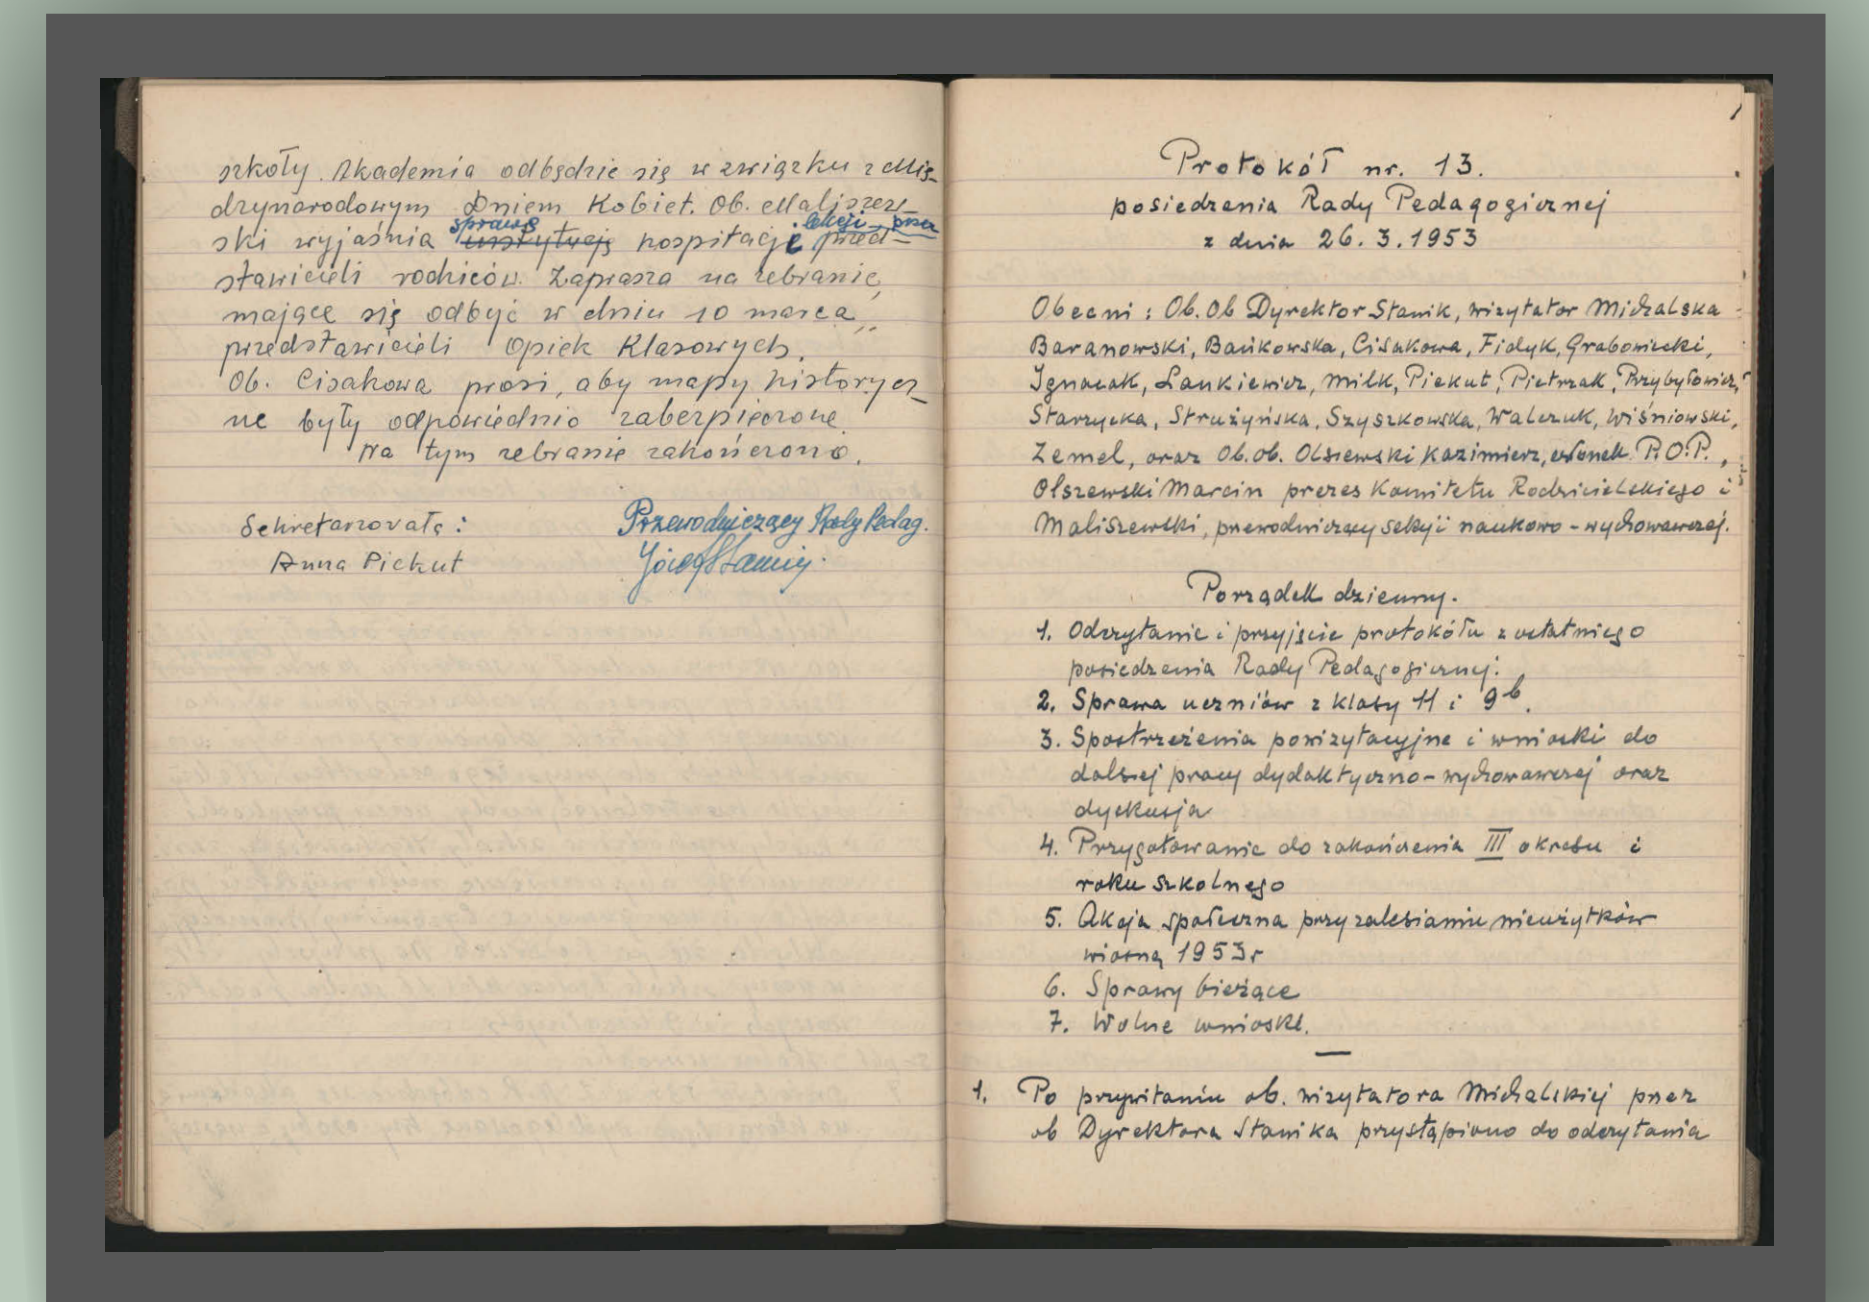 szkoły. Akademia odbędzie się w związku z Mię-
dzynarodowym Dniem Kobiet. Ob. Maliszew-
sprawę lekcji przez
ski wyjaśnia instytucję hospitacji przed-
stawicieli rodziców. Zaprasza na zebranie,
mające się odbyć w dniu 10 marca
przedstawicieli Opiek Klasowych.
Ob. Cisakowa prosi, aby mapy historycz-
ne były odpowiednio zabezpieczone.
Na tym zebranie zakończono.
Sekretarzowała:
Anna Piekut
Przewodniczący Rady Pedag.
Józef Stanik
Protokół nr. 13.
posiedzenia Rady Pedagogicznej
z dnia 26.3.1953
Obecni: Ob. Ob Dyrektor Stanik, wizytator Michalska
Baranowski, Bańkowska, Cisakowa, Fidyk, Grabowiecki,
Ignaciak, Lankiewicz, Milk, Piekut, Pietrzak, Przybyłowicz,
Starzycka, Strużyńska, Szyszkowska, Walczuk, Wiśniowski,
Zemel, oraz Ob. ob. Olszewski Kazimierz, członek P.O.P.,
Olszewski Marcin prezes Komitetu Rodzicielskiego i
Maliszewski, przewodniczący sekcji naukowo-wychowawczej.
Porządek dzienny.
1. Odczytanie i przyjęcie protokółu z ostatniego
posiedzenia Rady Pedagogicznej.
2. Sprawa uczniów z klasy 11 i 9b.
3. Spostrzeżenia powizytacyjne i wnioski do
dalszej pracy dydaktyczno-wychowawczej oraz
dyskusja
4. Przygotowanie do zakończenia III okresu i
roku szkolnego
5. Akcja społeczna przy zalesianiu nieużytków
wiosną 1953r
6. Sprawy bieżące
7. Wolne wnioski.
1. Po przywitaniu ob. wizytatora Michalskiej przez
ob Dyrektora Stanika przystąpiono do odczytania